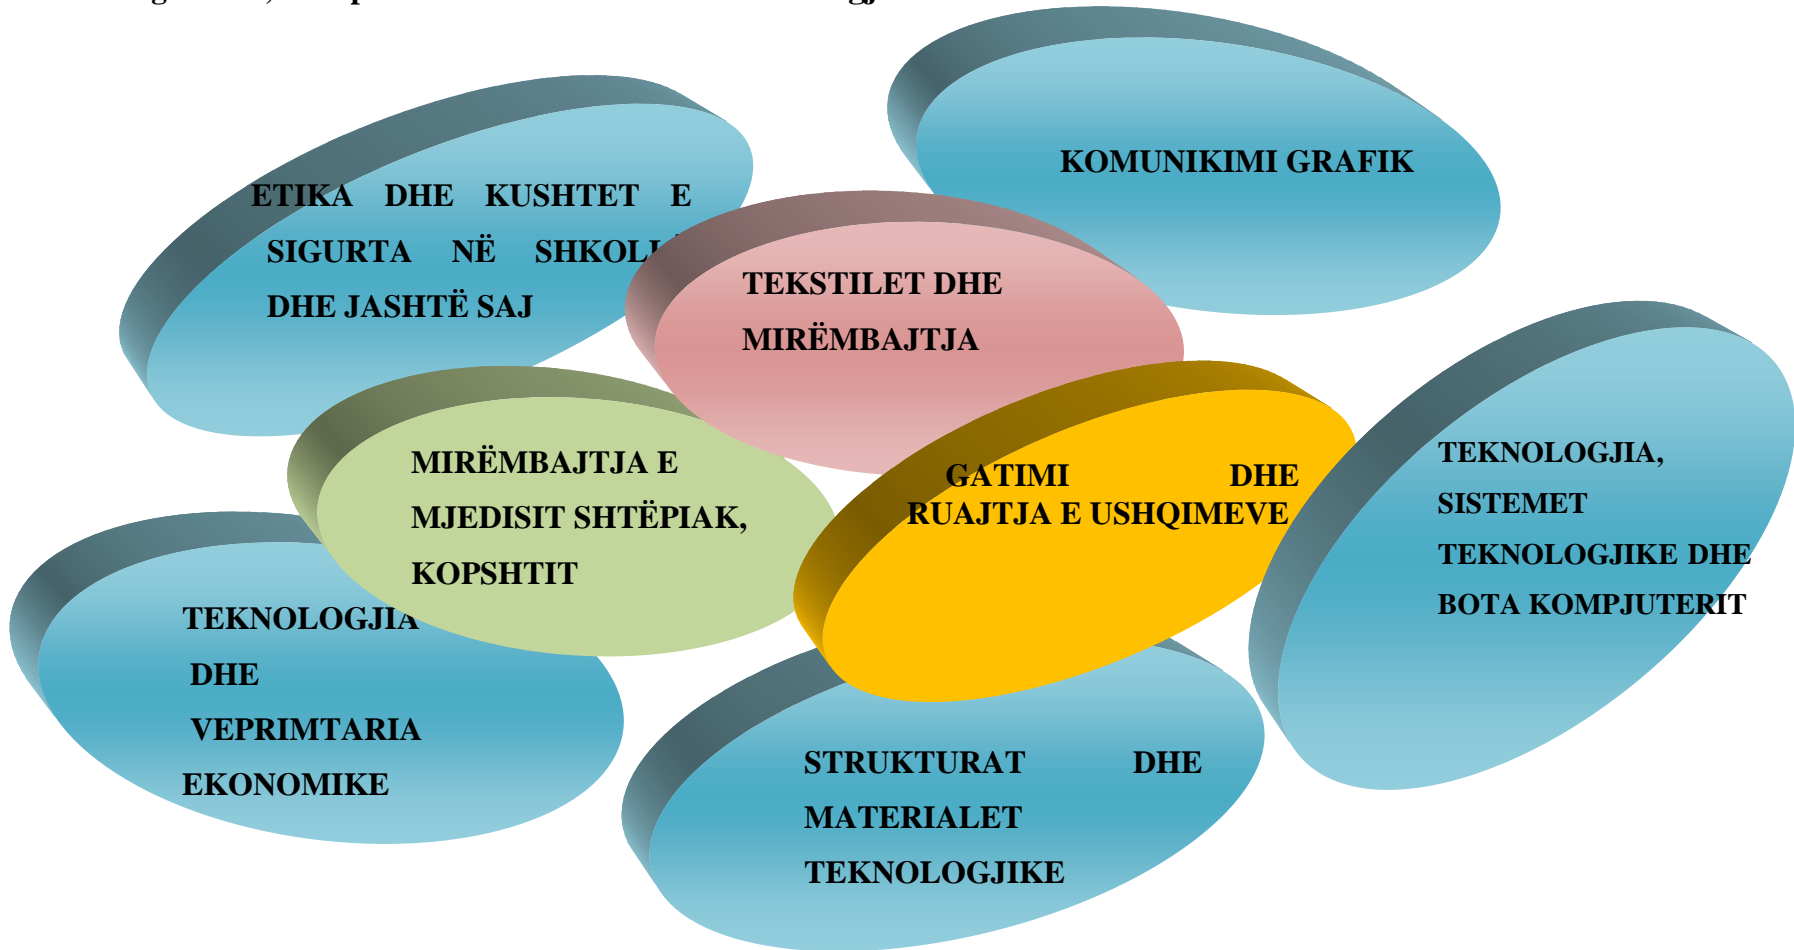 KOMUNIKIMI GRAFIK
ETIKA DHE KUSHTET E
SIGURTA NË
DHE JASHTË SAJ
TEKSTILET DHE
MIRËMBAJTJA
MIRËMBAJTJA E
MJEDISIT SHTËPIAK,
KOPSHTIT
GATIMI DHE
RUAJTJA E USHQIMEVE
TEKNOLOGJIA,
SISTEMET
TEKNOLOGJIKE DHE
BOTA KOMPJUTERIT
TEKNOLOGJIA
DHE
VEPRIMTARIA
EKONOMIKE
STRUKTURAT DHE
MATERIALET
TEKNOLOGJIKE